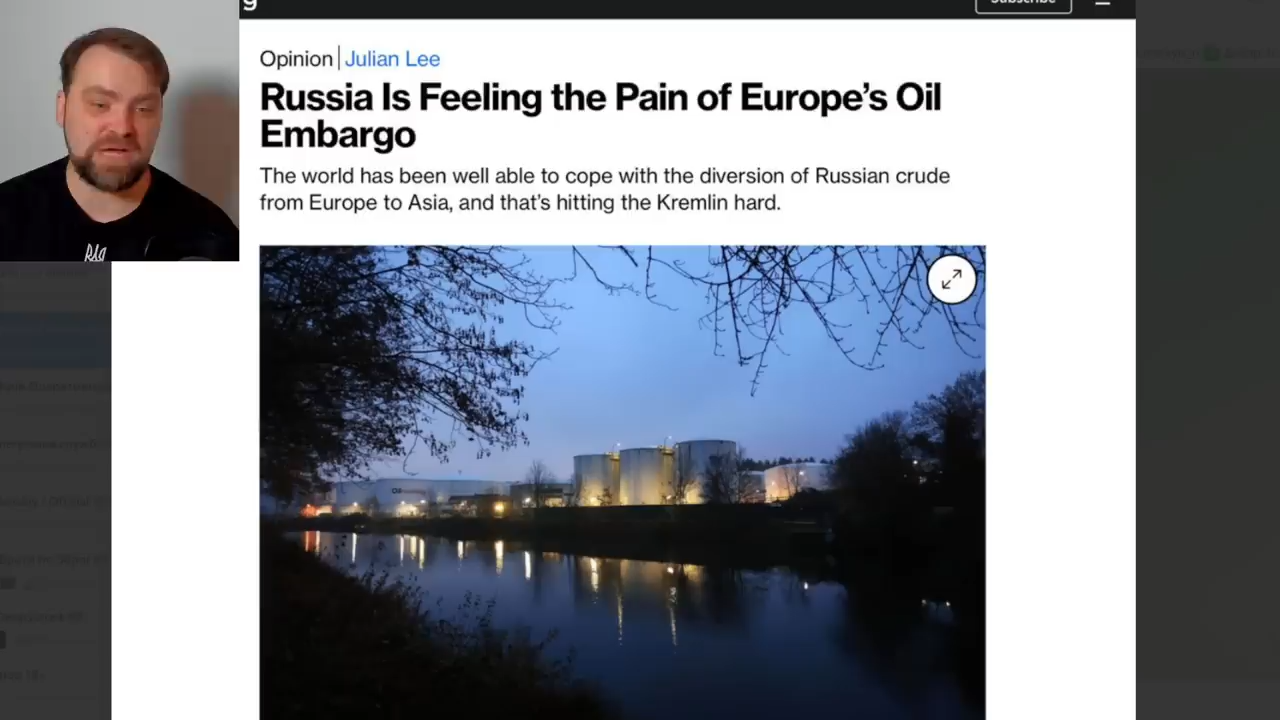 Subscribe
Opinion | Julian Lee
Russia Is Feeling the Pain of Europe's Oil
Embargo
The world has been well able to cope with the diversion of Russian crude
from Europe to Asia, and that's hitting the Kremlin hard.